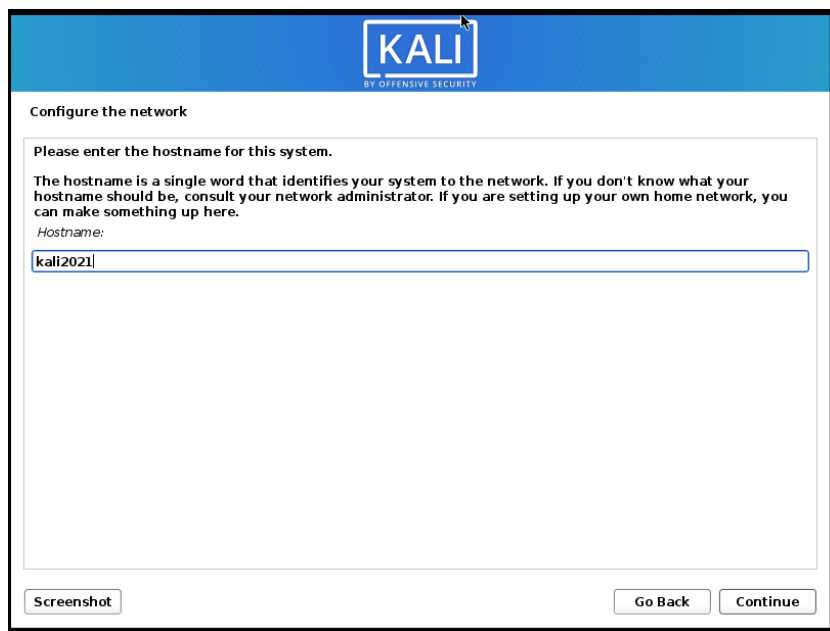 KALI
BY OFFENSIVE SECURITY
Configure the network
Please enter the hostname for this system.
The hostname is a single word that identifies your system to the network. If you don't know what your
hostname should be, consult your network administrator. If you are setting up your own home network, you
can make something up here.
Hostname:
kali2021
Screenshot
Go Back
Continue